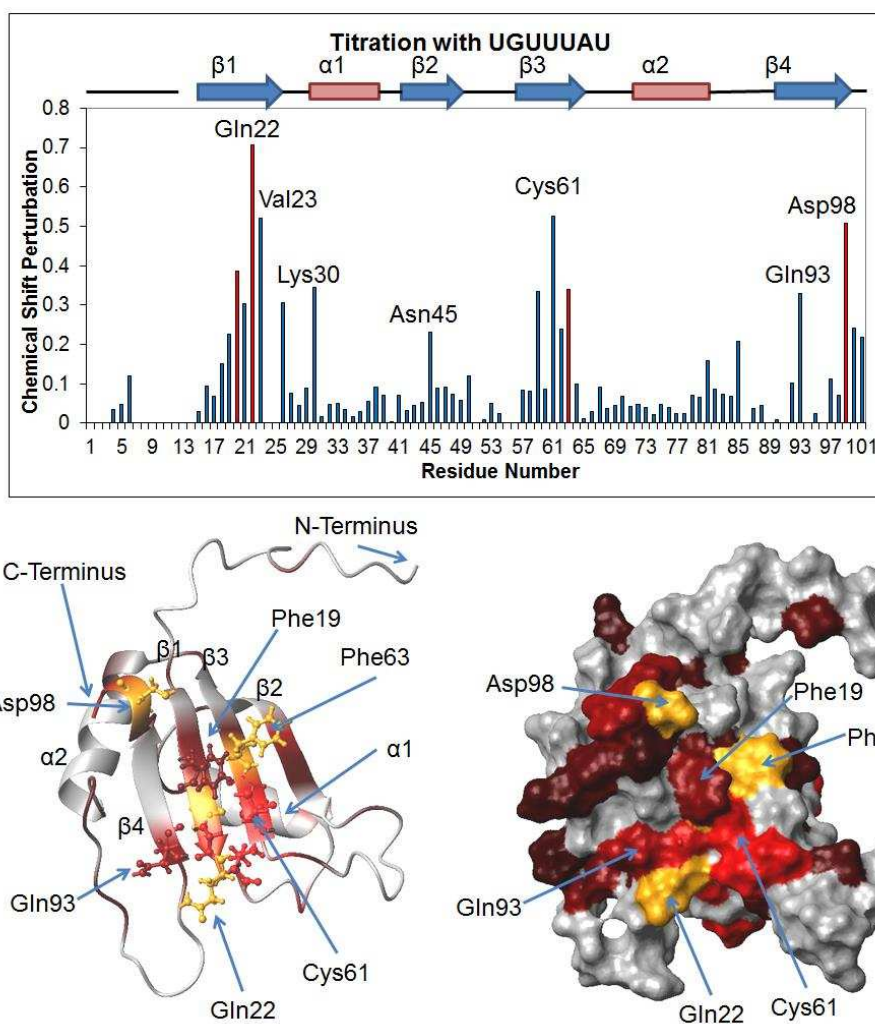 Titration with UGUUUAU
β1 α1 β2 β3 α2 β4
Chemical Shift Perturbation
0.8
0.7
0.6
0.5
0.4
0.3
0.2
0.1
0
Gln22
Val23
Lys30
Asn45
Cys61
Gln93
Asp98
1 5 9 13 17 21 25 29 33 37 41 45 49 53 57 61 65 69 73 77 81 85 89 93 97 101
Residue Number
N-Terminus
C-Terminus
Phe19
β1
β3
Phe63
β2
Asp98
α2
α1
β4
Gln93
Cys61
Gln22
Asp98
Phe19
Ph
Gln93
Gln22
Cys61